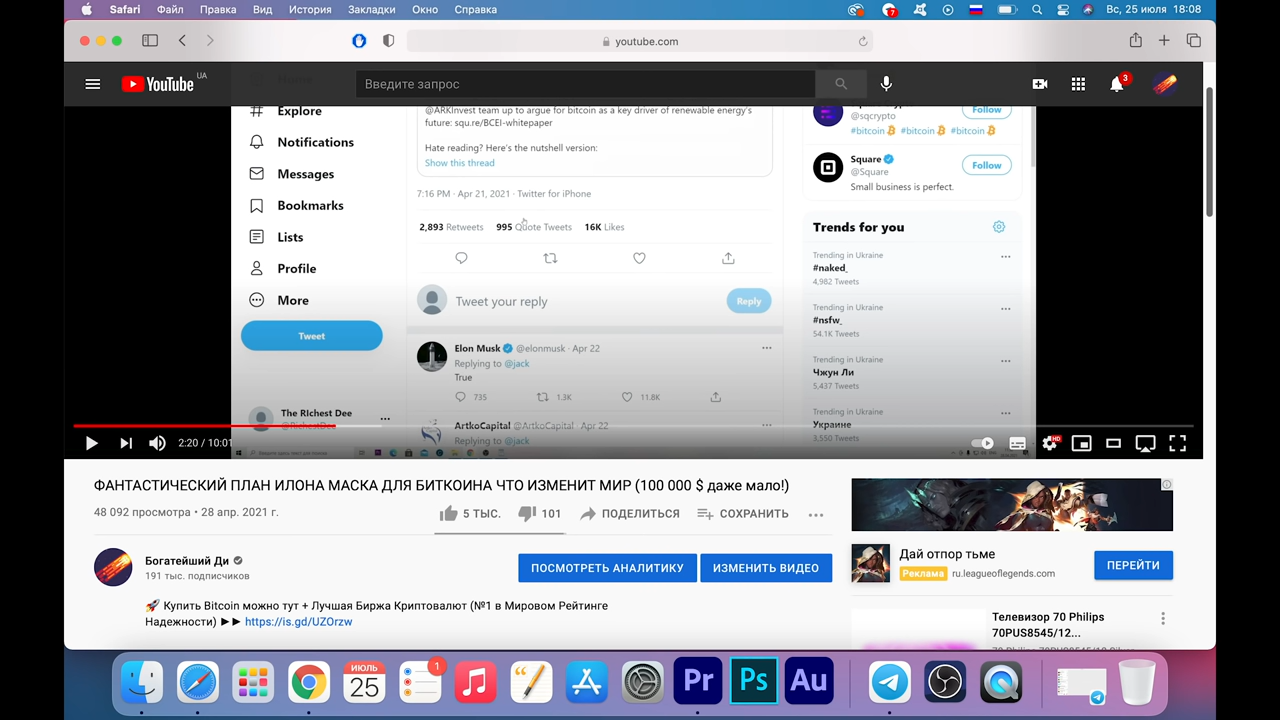 Safari Файл Правка Вид История Закладки Окно Справка
7
Вс, 25 июля 18:08
youtube.com
YouTube UA
Введите запрос
3
Explore
Notifications
Messages
Bookmarks
Lists
Profile
More
Tweet
The RIchest Dee
@ARKInvest team up to argue for bitcoin as a key driver of renewable energy's
future: squ.re/BCEI-whitepaper
Hate reading? Here's the nutshell version:
Show this thread
7:16 PM · Apr 21, 2021 · Twitter for iPhone
2,893 Retweets 995 Quote Tweets 16K Likes
Tweet your reply
Reply
Elon Musk @elonmusk · Apr 22
Replying to @jack
True
735 1.3K 11.8K
ArtkoCapital @ArtkoCapital · Apr 22
Replying to @jack
Follow
@sqcrypto
#bitcoin #bitcoin #bitcoin
Square
@Square
Follow
Small business is perfect.
Trends for you
Trending in Ukraine
#naked_
4,982 Tweets
Trending in Ukraine
#nsfw_
54.1K Tweets
Trending in Ukraine
Чжун Ли
5,437 Tweets
Trending in Ukraine
Украине
3,550 Tweets
2:20 / 10:01
HD
ФАНТАСТИЧЕСКИЙ ПЛАН ИЛОНА МАСКА ДЛЯ БИТКОИНА ЧТО ИЗМЕНИТ МИР (100 000 $ даже мало!)
48 092 просмотра • 28 апр. 2021 г.
5 ТЫС. 101 ПОДЕЛИТЬСЯ СОХРАНИТЬ
Богатейший Ди
191 тыс. подписчиков
ПОСМОТРЕТЬ АНАЛИТИКУ
ИЗМЕНИТЬ ВИДЕО
🚀 Купить Bitcoin можно тут + Лучшая Биржа Криптовалют (№1 в Мировом Рейтинге
Надежности) ►► https://is.gd/UZOrzw
Дай отпор тьме
Реклама ru.leagueoflegends.com
ПЕРЕЙТИ
Телевизор 70 Philips
70PUS8545/12...
ИЮЛЬ
25
1
Pr
Ps
Au